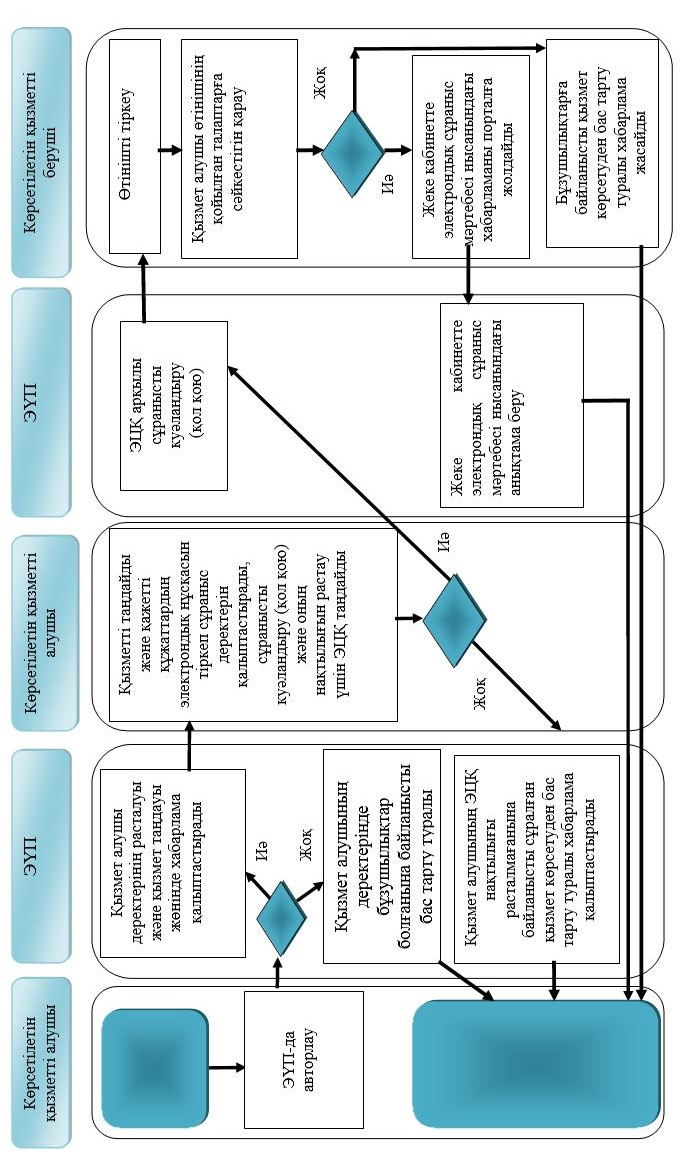 Көрсетілетін
қызметті алушы
ЭҮП
Көрсетілетін қызметті
алушы
ЭҮП
Көрсетілетін қызметті
беруші
ЭҮП-да
авторлау
Қызмет алушы
деректерінің расталуы
және қызмет таңдауы
жөнінде хабарлама
қалыптастырады
Иә
Жоқ
Қызмет алушының
деректерінде
бұзушылықтар
болғанына байланысты
бас тарту туралы
Қызмет алушының ЭЦҚ
нақтылығы
расталмағанына
байланысты сұралған
қызмет көрсетуден бас
тарту туралы хабарлама
қалыптастырады
Қызметті таңдайды
және қажетті
құжаттардың
электрондық нұсқасын
тіркеп сұраныс
деректерін
қалыптастырады,
сұранысты
куәландыру (қол қою)
және оның
нақтылығын растау
үшін ЭЦҚ таңдайды
Иә
Жоқ
ЭЦҚ арқылы
сұранысты
куәландыру
(қол қою)
Жеке кабинетте
электрондық сұраныс
мәртебесі нысанындағы
анықтама беру
Өтінішті тіркеу
Қызмет алушы өтінішінің
қойылған талаптарға
сәйкестігін қарау
Жоқ
Иә
Жеке кабинетте
электрондық сұраныс
мәртебесі нысанындағы
хабарламаны порталға
жолдайды
Бұзушылықтарға
байланысты қызмет
көрсетуден бас тарту
туралы хабарлама
жасайды